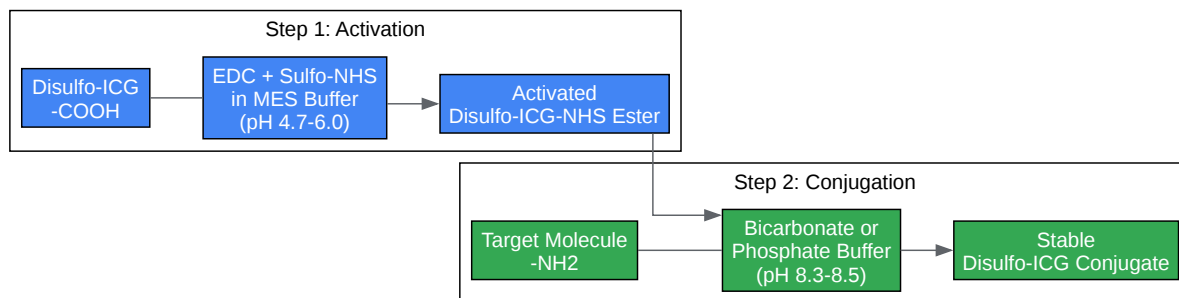 Step 1: Activation
Disulfo-ICG
-COOH
EDC + Sulfo-NHS
in MES Buffer
(pH 4.7-6.0)
Activated
Disulfo-ICG-NHS Ester
Step 2: Conjugation
Target Molecule
-NH2
Bicarbonate or
Phosphate Buffer
(pH 8.3-8.5)
Stable
Disulfo-ICG Conjugate